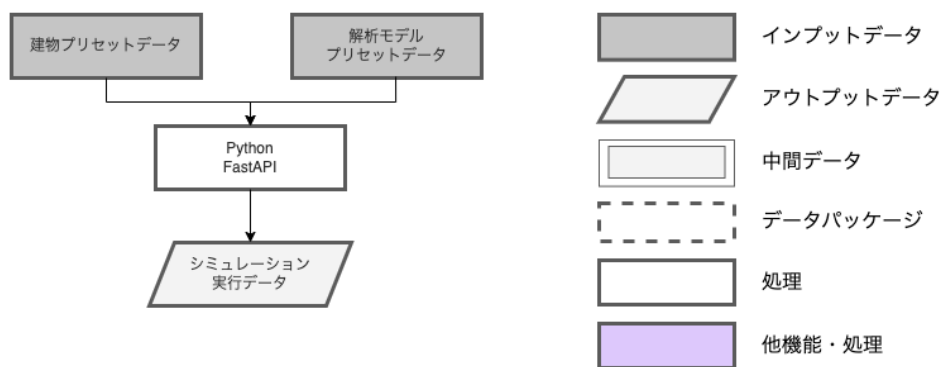 建物プリセットデータ
解析モデル
プリセットデータ
Python
FastAPI
シミュレーション
実行データ
インプットデータ
アウトプットデータ
中間データ
データパッケージ
処理
他機能・処理